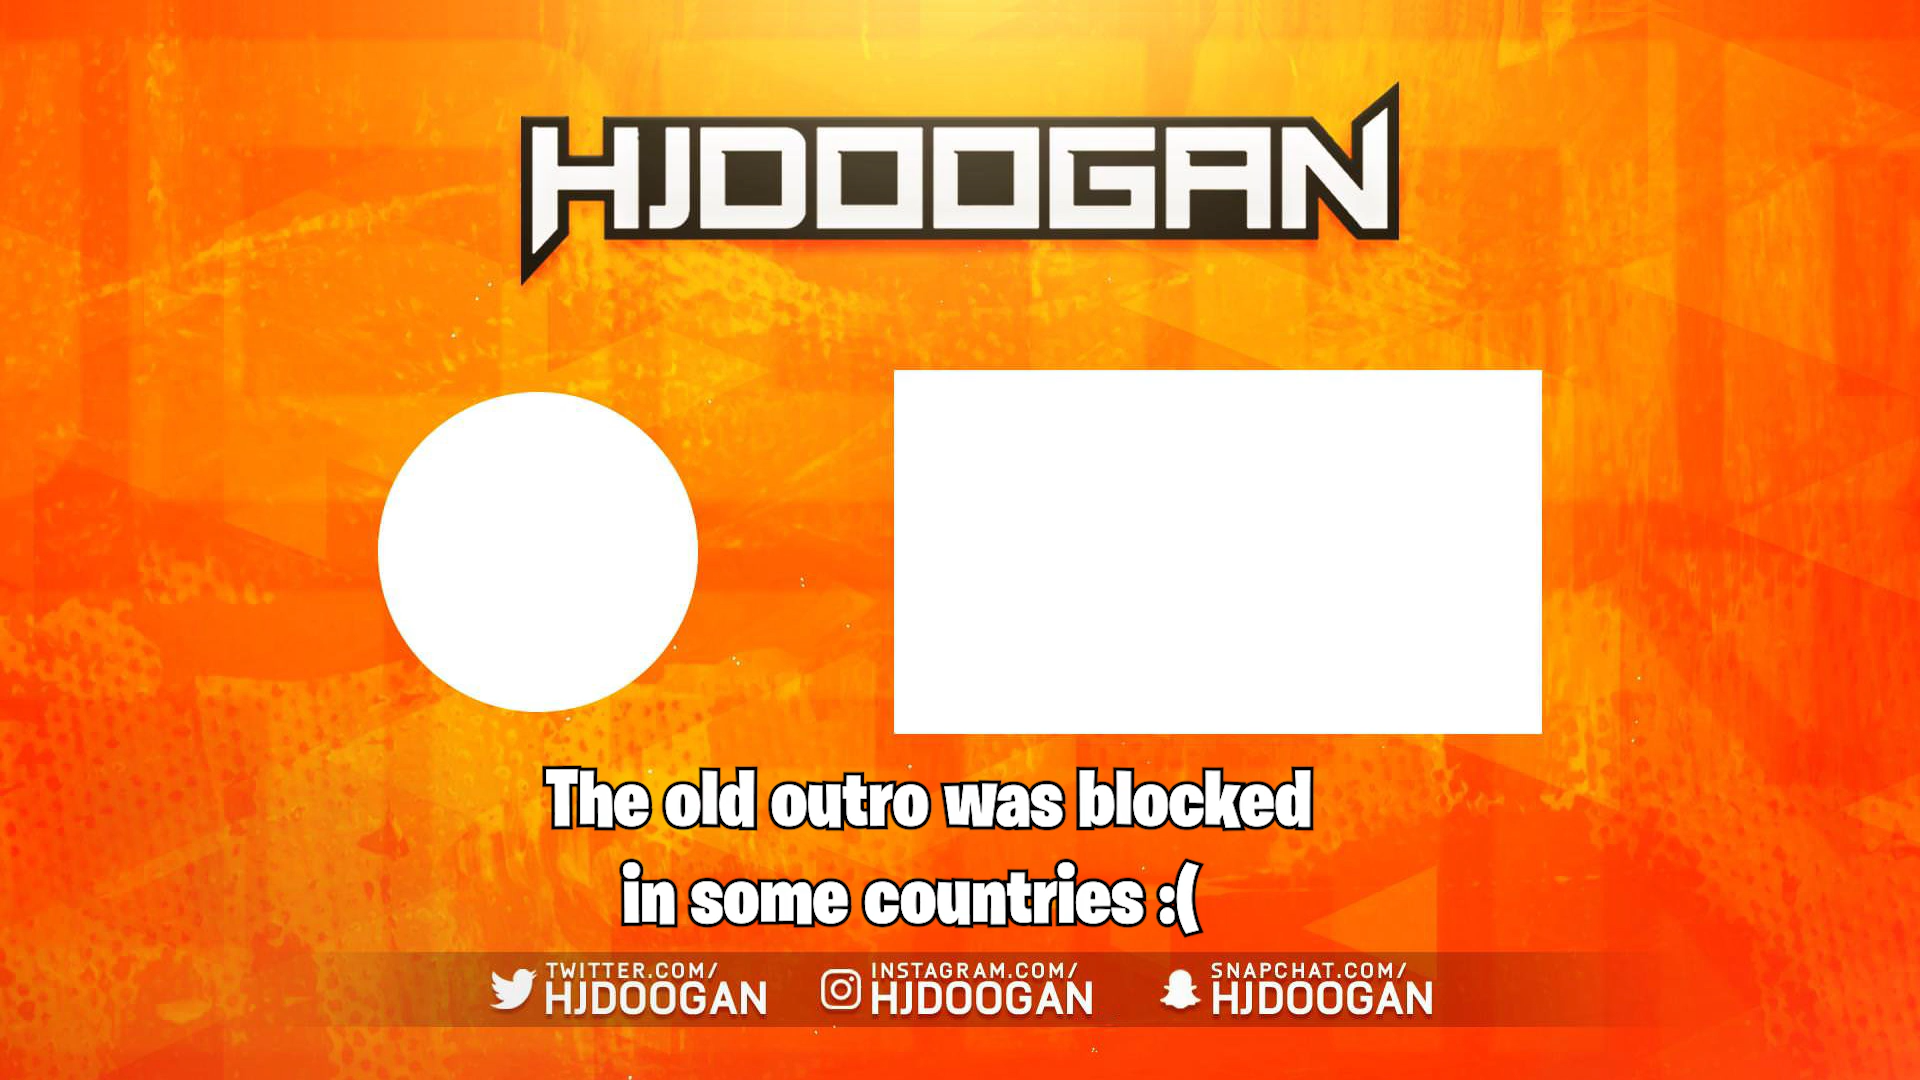 HJDOOGAN
The old outro was blocked
in some countries :(
TWITTER.COM/
HJDOOGAN
INSTAGRAM.COM/
HJDOOGAN
SNAPCHAT.COM/
HJDOOGAN